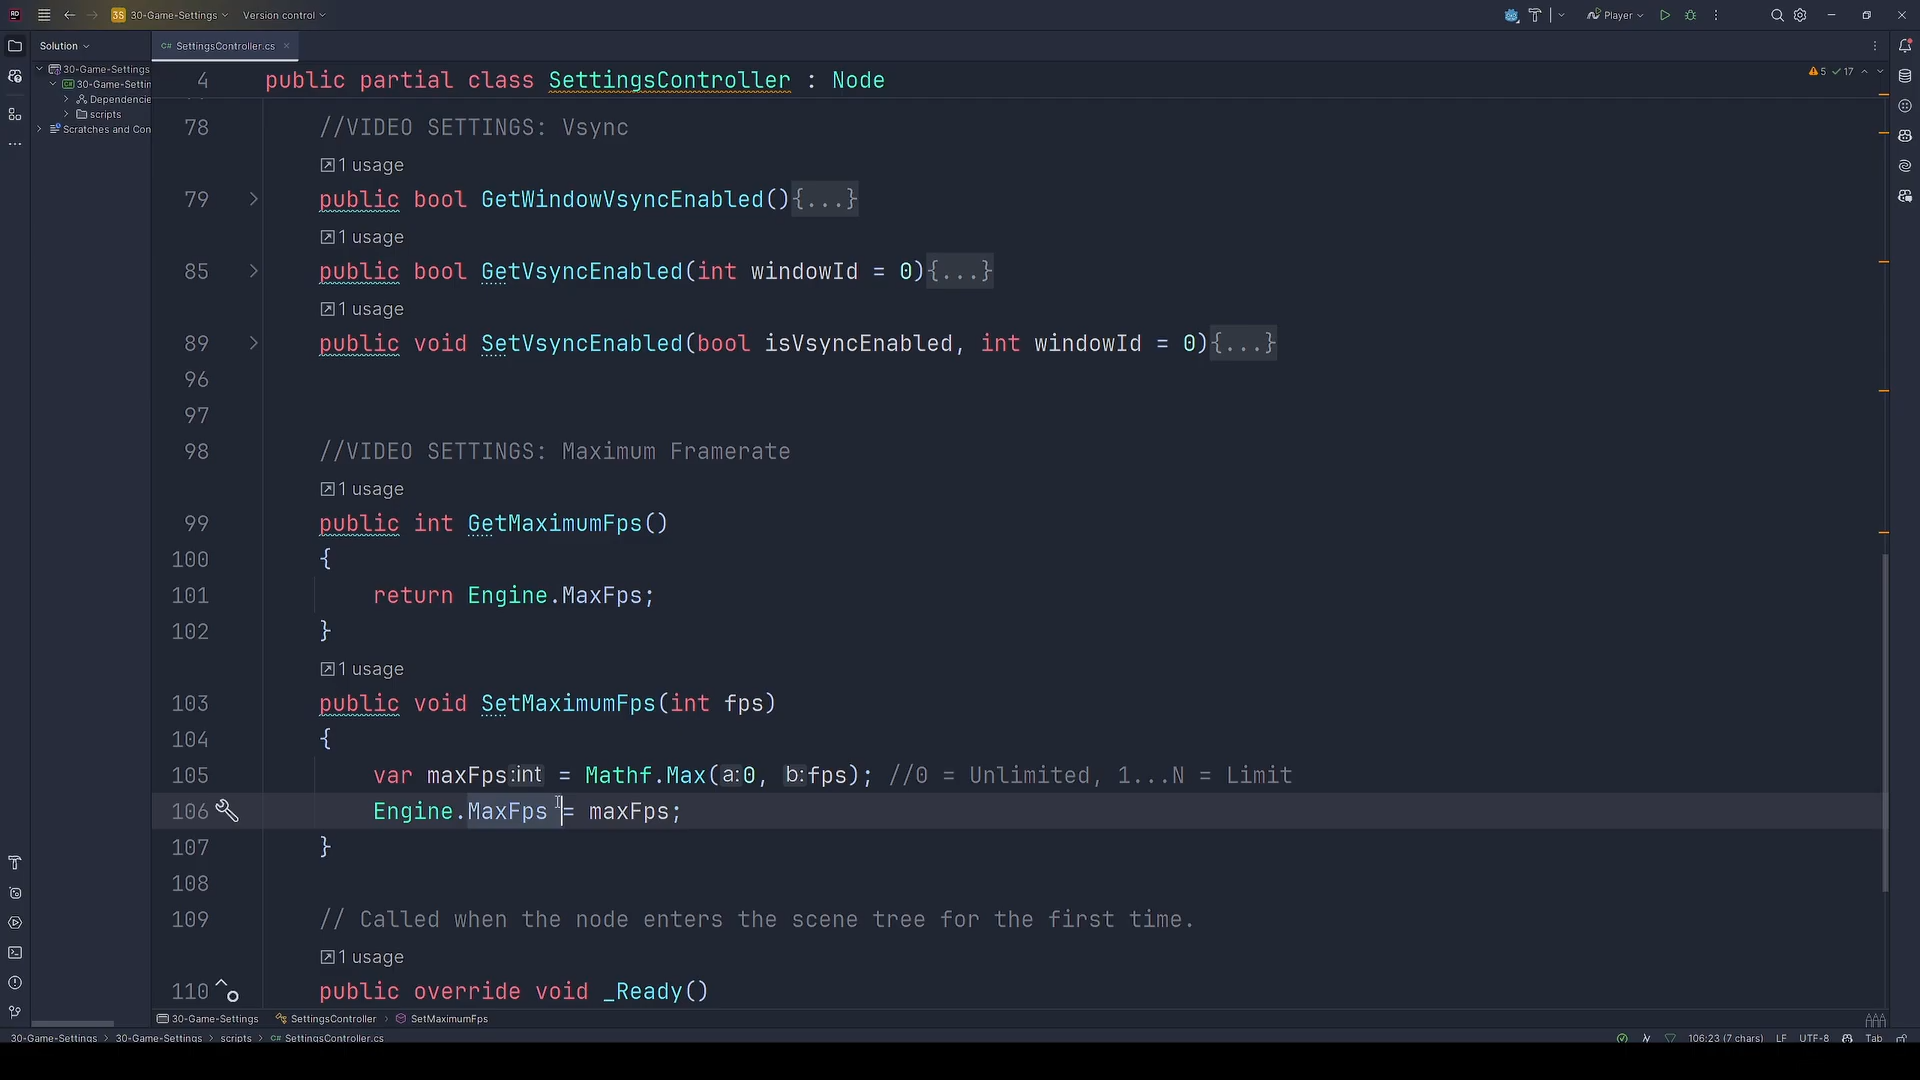 30-Game-Settings
Version control
Player
Solution
SettingsController.cs
30-Game-Settings
30-Game-Settin
Dependencie
scripts
Scratches and Con
4 public partial class SettingsController : Node
5 17
78 //VIDEO SETTINGS: Vsync
1 usage
79 public bool GetWindowVsyncEnabled(){...}
1 usage
85 public bool GetVsyncEnabled(int windowId = 0){...}
1 usage
89 public void SetVsyncEnabled(bool isVsyncEnabled, int windowId = 0){...}
96
97
98 //VIDEO SETTINGS: Maximum Framerate
1 usage
99 public int GetMaximumFps()
100 {
101 return Engine.MaxFps;
102 }
1 usage
103 public void SetMaximumFps(int fps)
104 {
105 var maxFps:int = Mathf.Max(a:0, b:fps); //0 = Unlimited, 1...N = Limit
106 Engine.MaxFps = maxFps;
107 }
108
109 // Called when the node enters the scene tree for the first time.
1 usage
110 public override void _Ready()
30-Game-Settings SettingsController SetMaximumFps
30-Game-Settings 30-Game-Settings scripts SettingsController.cs
106:23 (7 chars) LF UTF-8 Tab